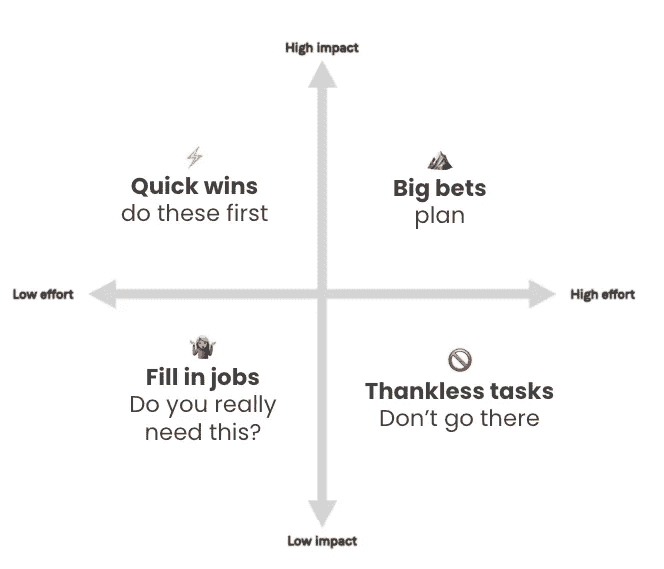 High impact
Quick wins
do these first
Big bets
plan
Low effort
High effort
Fill in jobs
Do you really
need this?
Thankless tasks
Don’t go there
Low impact